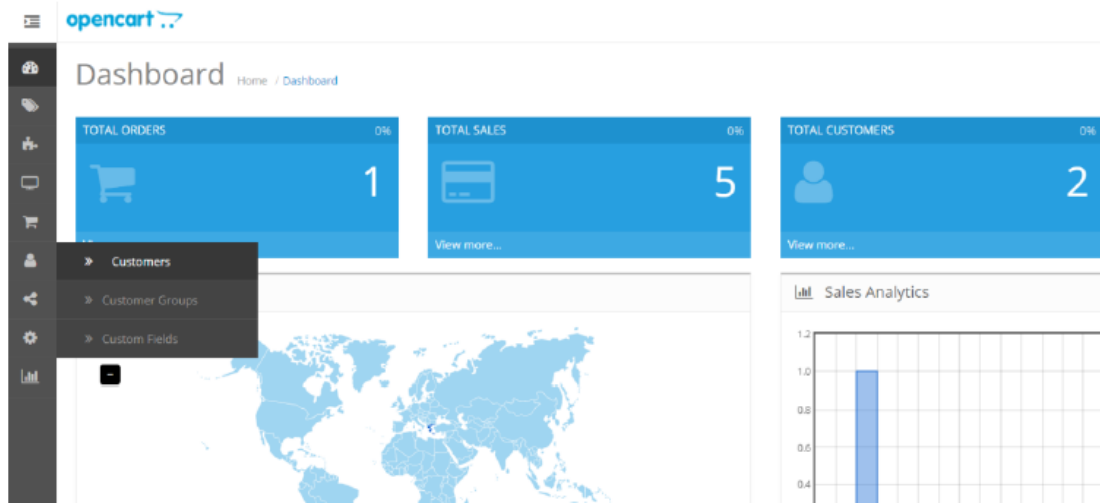 opencart
Dashboard Home / Dashboard
TOTAL ORDERS 0%
1
TOTAL SALES 0%
5
View more...
TOTAL CUSTOMERS 0%
2
View more...
» Customers
» Customer Groups
» Custom Fields
-
Sales Analytics
1.2
1.0
0.8
0.6
0.4